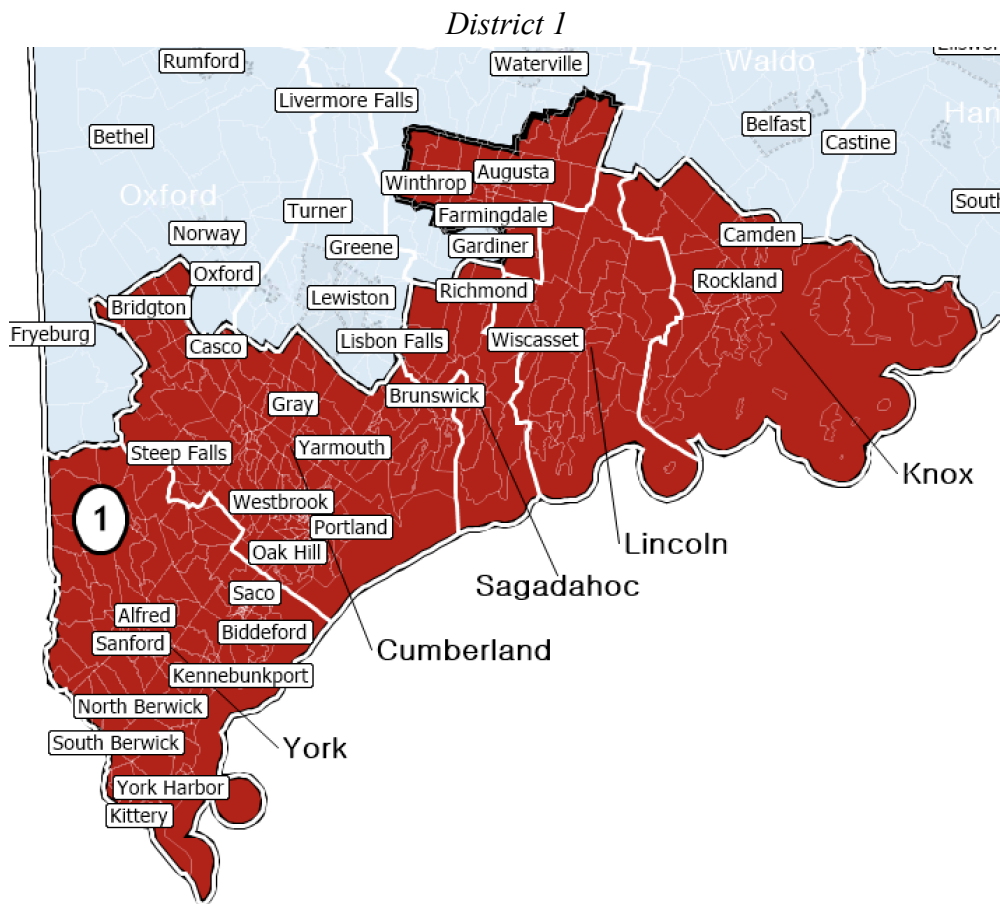 District 1
Rumford
Waterville
Waldo
Livermore Falls
Bethel
Belfast
Castine
Augusta
Winthrop
Oxford
Turner
Farmingdale
Norway
Greene
Gardiner
Camden
Oxford
Richmond
Rockland
Bridgton
Lewiston
Fryeburg
Casco
Lisbon Falls
Wiscasset
Brunswick
Gray
Yarmouth
Steep Falls
Knox
Westbrook
1
Portland
Oak Hill
Lincoln
Sagadahoc
Saco
Alfred
Biddeford
Sanford
Cumberland
Kennebunkport
North Berwick
South Berwick
York
York Harbor
Kittery